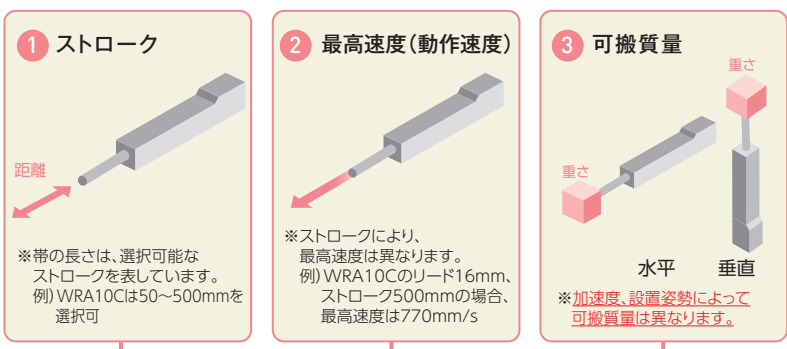 1 ストローク
距離
※帯の長さは、選択可能な
ストロークを表しています。
例）WRA10Cは50～500mmを
選択可
2 最高速度（動作速度）
※ストロークにより、
最高速度は異なります。
例）WRA10Cのリード16mm、
ストローク500mmの場合、
最高速度は770mm/s
3 可搬質量
重さ
重さ
水平 垂直
※加速度、設置姿勢によって
可搬質量は異なります。